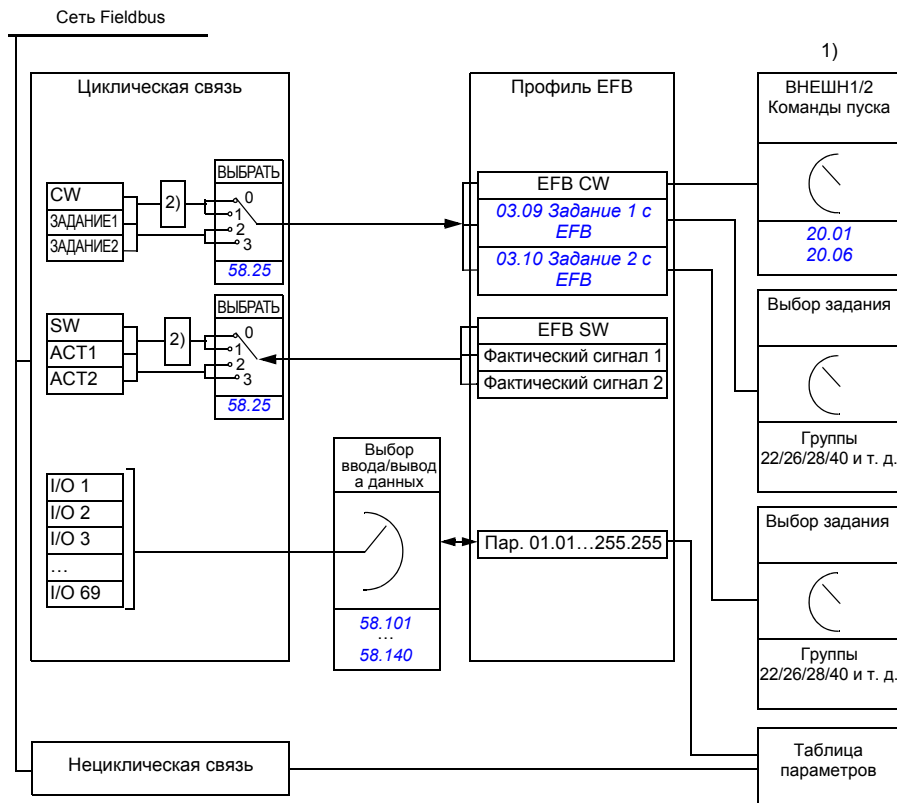 Сеть Fieldbus
1)
Циклическая связь
CW
ЗАДАНИЕ1
ЗАДАНИЕ2
2)
ВЫБРАТЬ
0
1
2
3
58.25
SW
ACT1
ACT2
2)
ВЫБРАТЬ
0
1
2
3
58.25
I/O 1
I/O 2
I/O 3
…
I/O 69
Выбор
ввода/вывод
а данных
58.101
…
58.140
Профиль EFB
EFB CW
03.09 Задание 1 с
EFB
03.10 Задание 2 с
EFB
EFB SW
Фактический сигнал 1
Фактический сигнал 2
Пар. 01.01…255.255
ВНЕШН1/2
Команды пуска
20.01
20.06
Выбор задания
Группы
22/26/28/40 и т. д.
Выбор задания
Группы
22/26/28/40 и т. д.
Нециклическая связь
Таблица
параметров